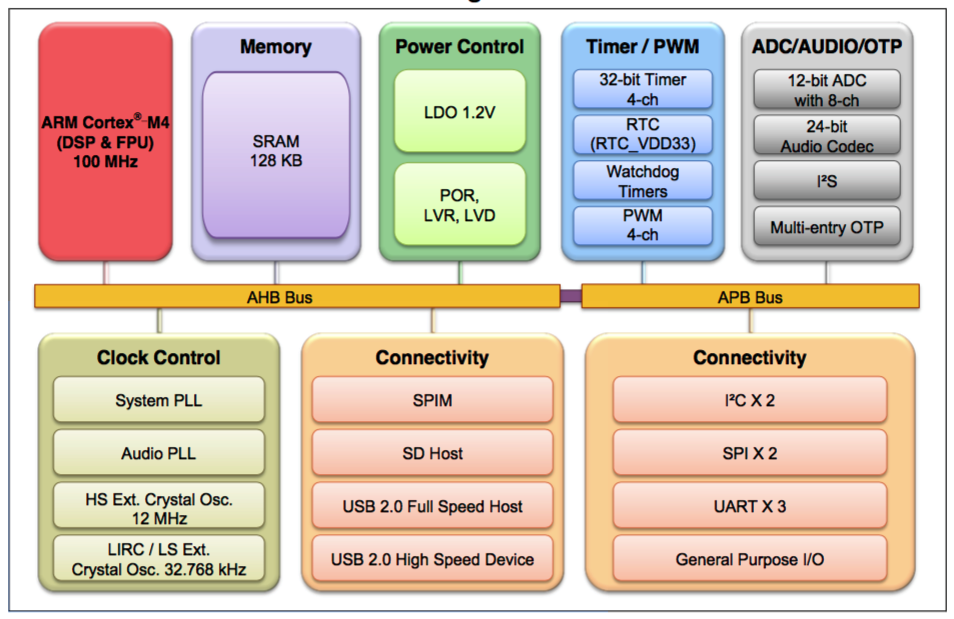 ARM Cortex®-M4
(DSP & FPU)
100 MHz
Memory
SRAM
128 KB
Power Control
LDO 1.2V
POR,
LVR, LVD
Timer / PWM
32-bit Timer
4-ch
RTC
(RTC_VDD33)
Watchdog
Timers
PWM
4-ch
ADC/AUDIO/OTP
12-bit ADC
with 8-ch
24-bit
Audio Codec
I²S
Multi-entry OTP
AHB Bus
APB Bus
Clock Control
System PLL
Audio PLL
HS Ext. Crystal Osc.
12 MHz
LIRC / LS Ext.
Crystal Osc. 32.768 kHz
Connectivity
SPIM
SD Host
USB 2.0 Full Speed Host
USB 2.0 High Speed Device
Connectivity
I²C X 2
SPI X 2
UART X 3
General Purpose I/O